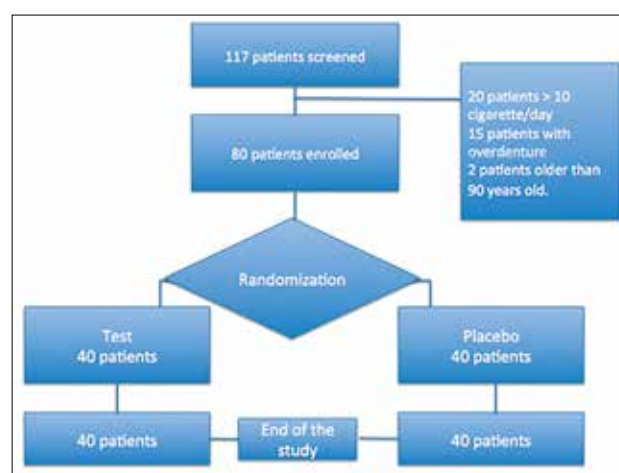 117 patients screened
20 patients > 10
cigarette/day
15 patients with
overdenture
2 patients older than
90 years old.
80 patients enrolled
Randomization
Test
40 patients
Placebo
40 patients
40 patients
End of the
study
40 patients